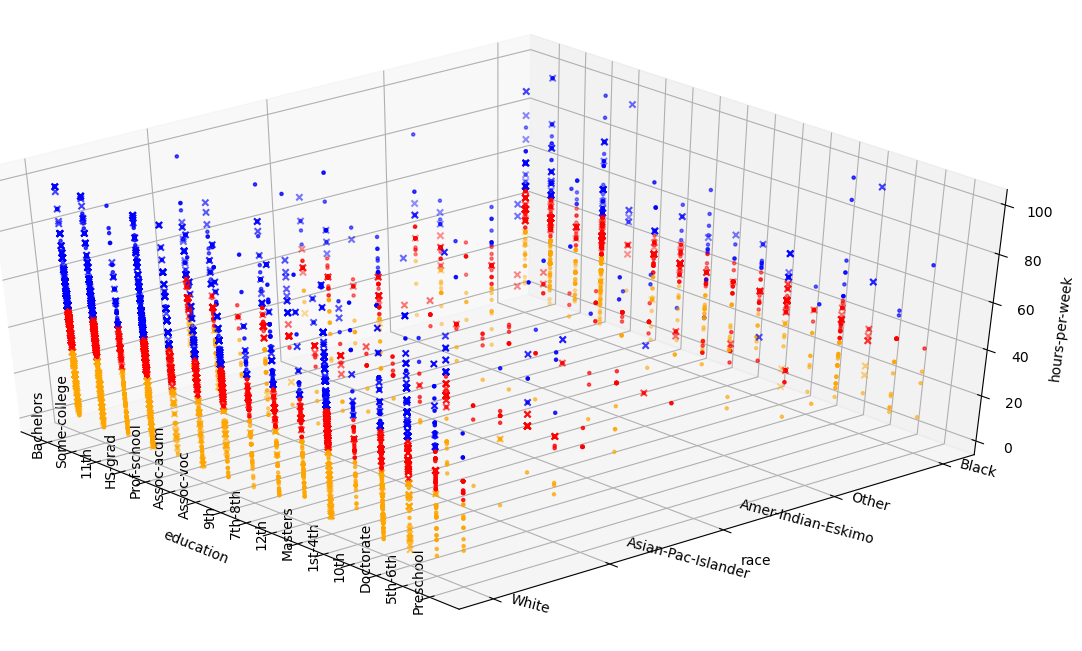 Bachelors
Some-college
11th
HS-grad
Prof-school
Assoc-acdm
Assoc-voc
9th
7th-8th
12th
Masters
1st-4th
10th
Doctorate
5th-6th
Preschool
education
White
Asian-Pac-Islander
Amer-Indian-Eskimo
Other
Black
race
0
20
40
60
80
100
hours-per-week